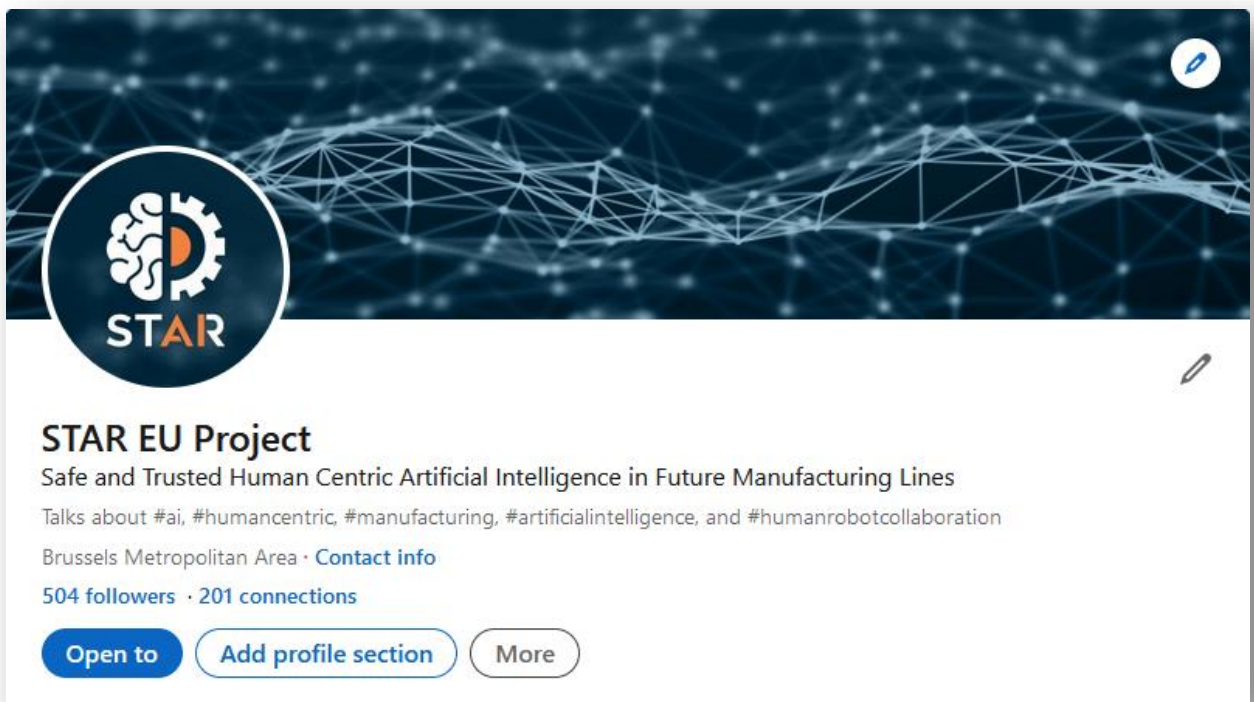 STAR
STAR EU Project
Safe and Trusted Human Centric Artificial Intelligence in Future Manufacturing Lines
Talks about #ai, #humancentric, #manufacturing, #artificialintelligence, and #humanrobotcollaboration
Brussels Metropolitan Area · Contact info
504 followers · 201 connections
Open to Add profile section More